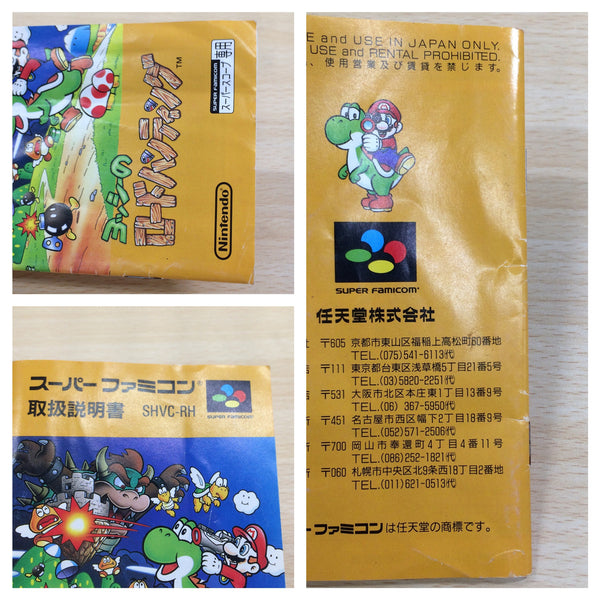 ヨッシーの
ロードハンティング™
SUPER FAMICOM
スーパースコープ
専用
Nintendo
スーパーファミコン®
取扱説明書 SHVC-RH
SUPER FAMICOM
E and USE IN JAPAN ONLY.
USE and RENTAL PROHIBITED.
、使用営業及び賃貸を禁じます。
SUPER FAMICOM®
任天堂株式会社
〒605 京都市東山区福稲上高松町60番地
TEL.(075)541-6113代
〒111 東京都台東区浅草橋5丁目21番5号
TEL.(03)5820-2251代
〒531 大阪市北区本庄東1丁目13番9号
TEL.(06) 367-5950代
〒451 名古屋市西区幅下2丁目18番9号
TEL.(052)571-2506代
〒700 岡山市奉還町4丁目4番11号
TEL.(086)252-1821代
〒060 札幌市中央区北9条西18丁目2番地
TEL.(011)621-0513代
ーファミコンは任天堂の商標です。